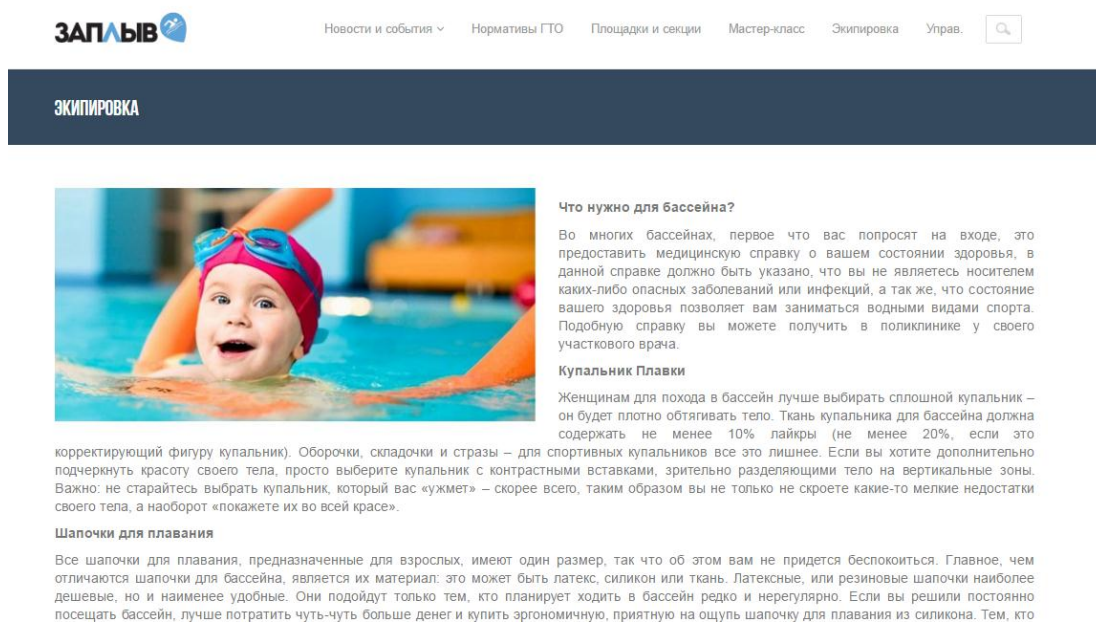 ЗАПЛЫВ
Новости и события Нормативы ГТО Площадки и секции Мастер-класс Экипировка Управ.
ЭКИПИРОВКА
Что нужно для бассейна?
Во многих бассейнах, первое что вас попросят на входе, это
предоставить медицинскую справку о вашем состоянии здоровья, в
данной справке должно быть указано, что вы не являетесь носителем
каких-либо опасных заболеваний или инфекций, а так же, что состояние
вашего здоровья позволяет вам заниматься водными видами спорта.
Подобную справку вы можете получить в поликлинике у своего
участкового врача.
Купальник Плавки
Женщинам для похода в бассейн лучше выбирать сплошной купальник –
он будет плотно обтягивать тело. Ткань купальника для бассейна должна
содержать не менее 10% лайкры (не менее 20%, если это
корректирующий фигуру купальник). Оборочки, складочки и стразы – для спортивных купальников все это лишнее. Если вы хотите дополнительно
подчеркнуть красоту своего тела, просто выберите купальник с контрастными вставками, зрительно разделяющими тело на вертикальные зоны.
Важно: не старайтесь выбрать купальник, который вас «ужмет» – скорее всего, таким образом вы не только не скроете какие-то мелкие недостатки
своего тела, а наоборот «покажете их во всей красе».
Шапочки для плавания
Все шапочки для плавания, предназначенные для взрослых, имеют один размер, так что об этом вам не придется беспокоиться. Главное, чем
отличаются шапочки для бассейна, является их материал: это может быть латекс, силикон или ткань. Латексные, или резиновые шапочки наиболее
дешевые, но и наименее удобные. Они подойдут только тем, кто планирует ходить в бассейн редко и нерегулярно. Если вы решили постоянно
посещать бассейн, лучше потратить чуть-чуть больше денег и купить эргономичную, приятную на ощупь шапочку для плавания из силикона. Тем, кто